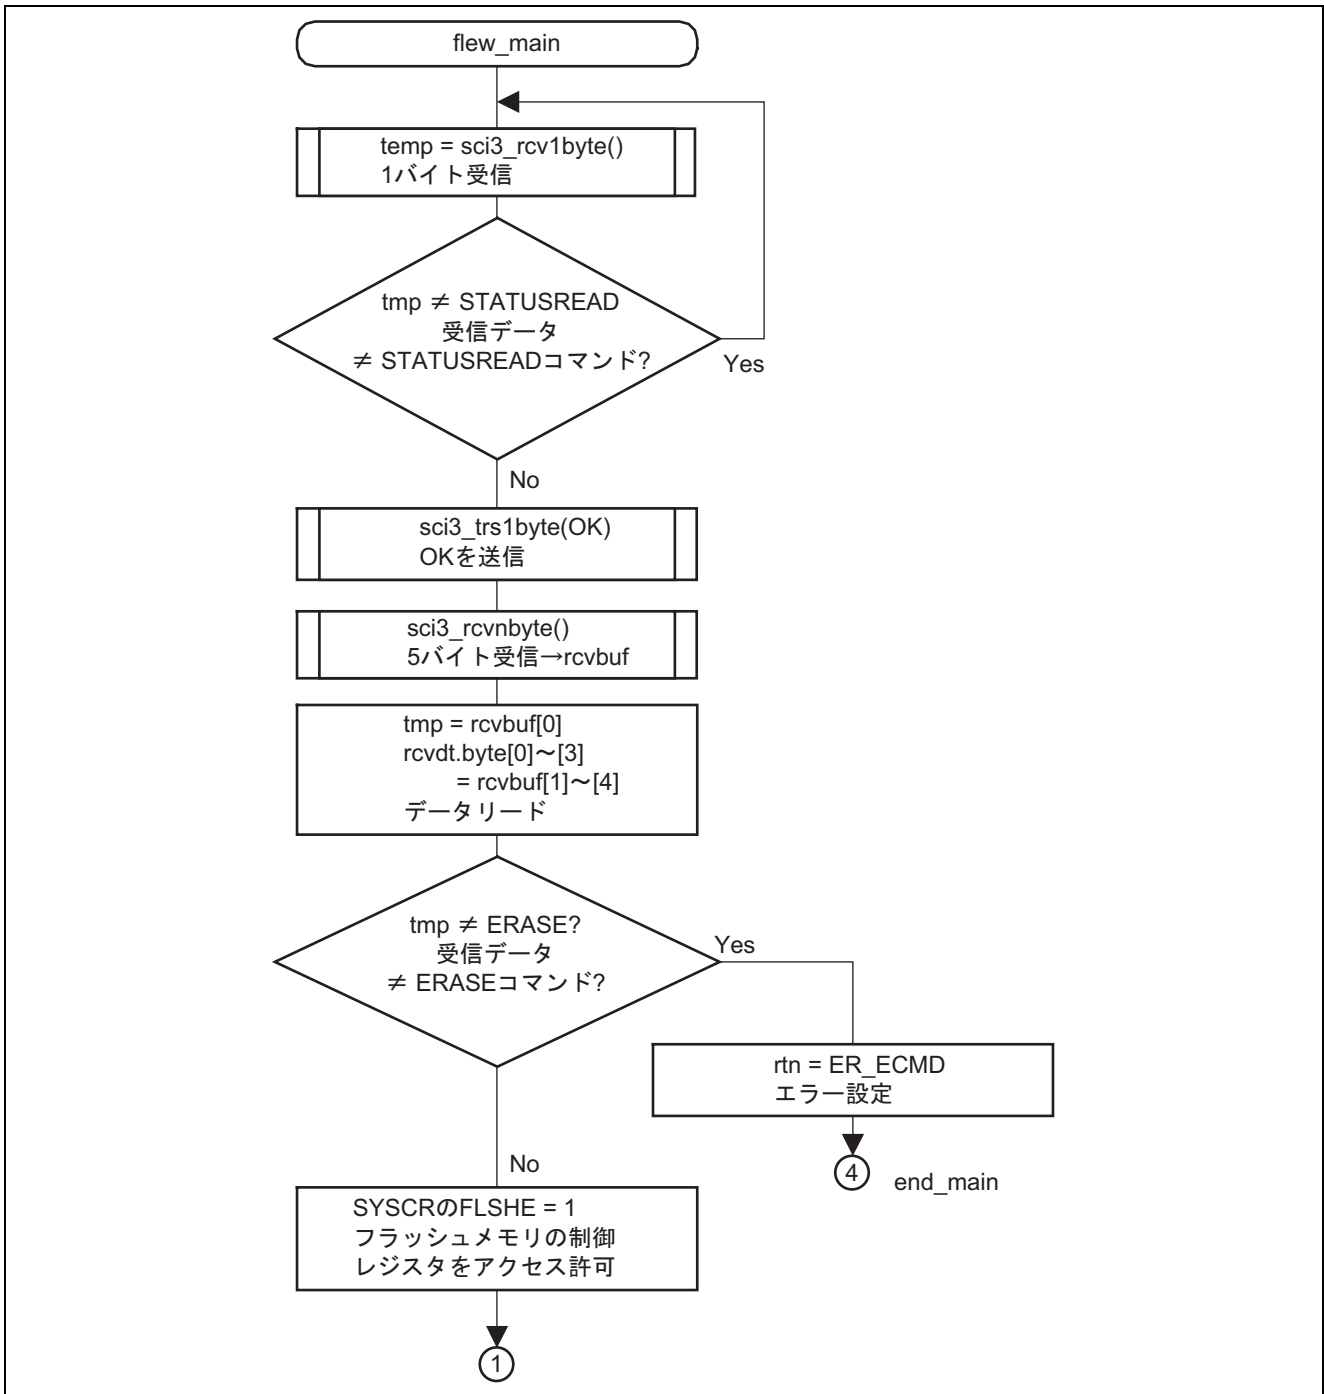 flew_main
temp = sci3_rcv1byte()
1バイト受信
tmp ≠ STATUSREAD
受信データ
≠ STATUSREADコマンド?
Yes
No
sci3_trs1byte(OK)
OKを送信
sci3_rcvnbyte()
5バイト受信→rcvbuf
tmp = rcvbuf[0]
rcvdt.byte[0]～[3]
= rcvbuf[1]～[4]
データリード
tmp ≠ ERASE?
受信データ
≠ ERASEコマンド?
Yes
rtn = ER_ECMD
エラー設定
4
end_main
No
SYSCRのFLSHE = 1
フラッシュメモリの制御
レジスタをアクセス許可
1